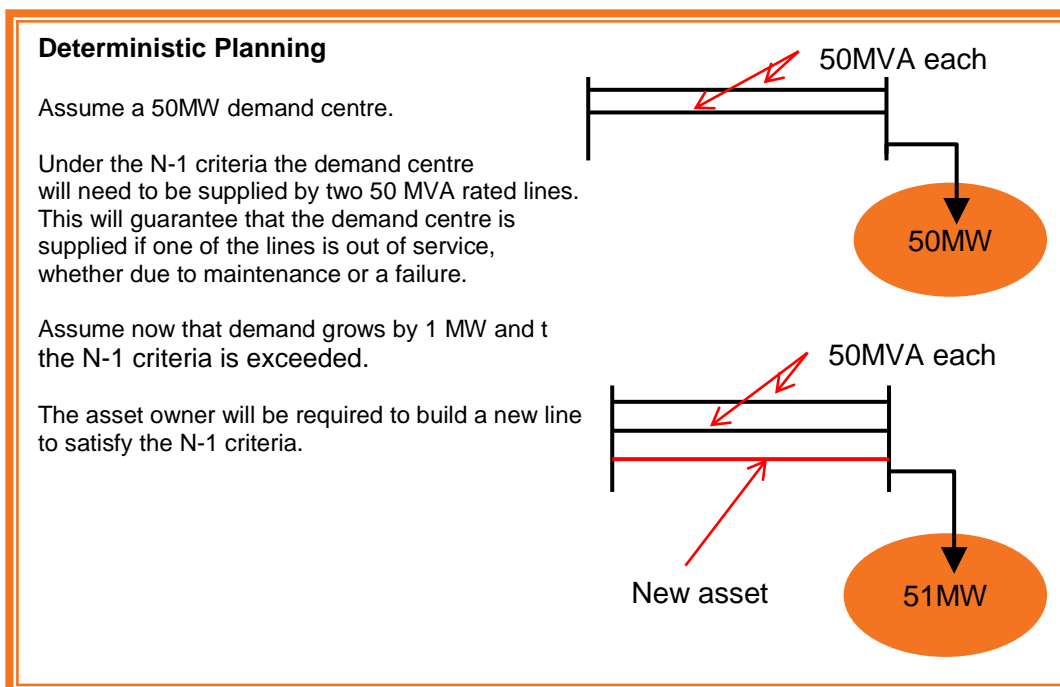 Deterministic Planning
Assume a 50MW demand centre.
Under the N-1 criteria the demand centre
will need to be supplied by two 50 MVA rated lines.
This will guarantee that the demand centre is
supplied if one of the lines is out of service,
whether due to maintenance or a failure.
Assume now that demand grows by 1 MW and t
the N-1 criteria is exceeded.
The asset owner will be required to build a new line
to satisfy the N-1 criteria.
50MVA each
50MW
50MVA each
New asset
51MW